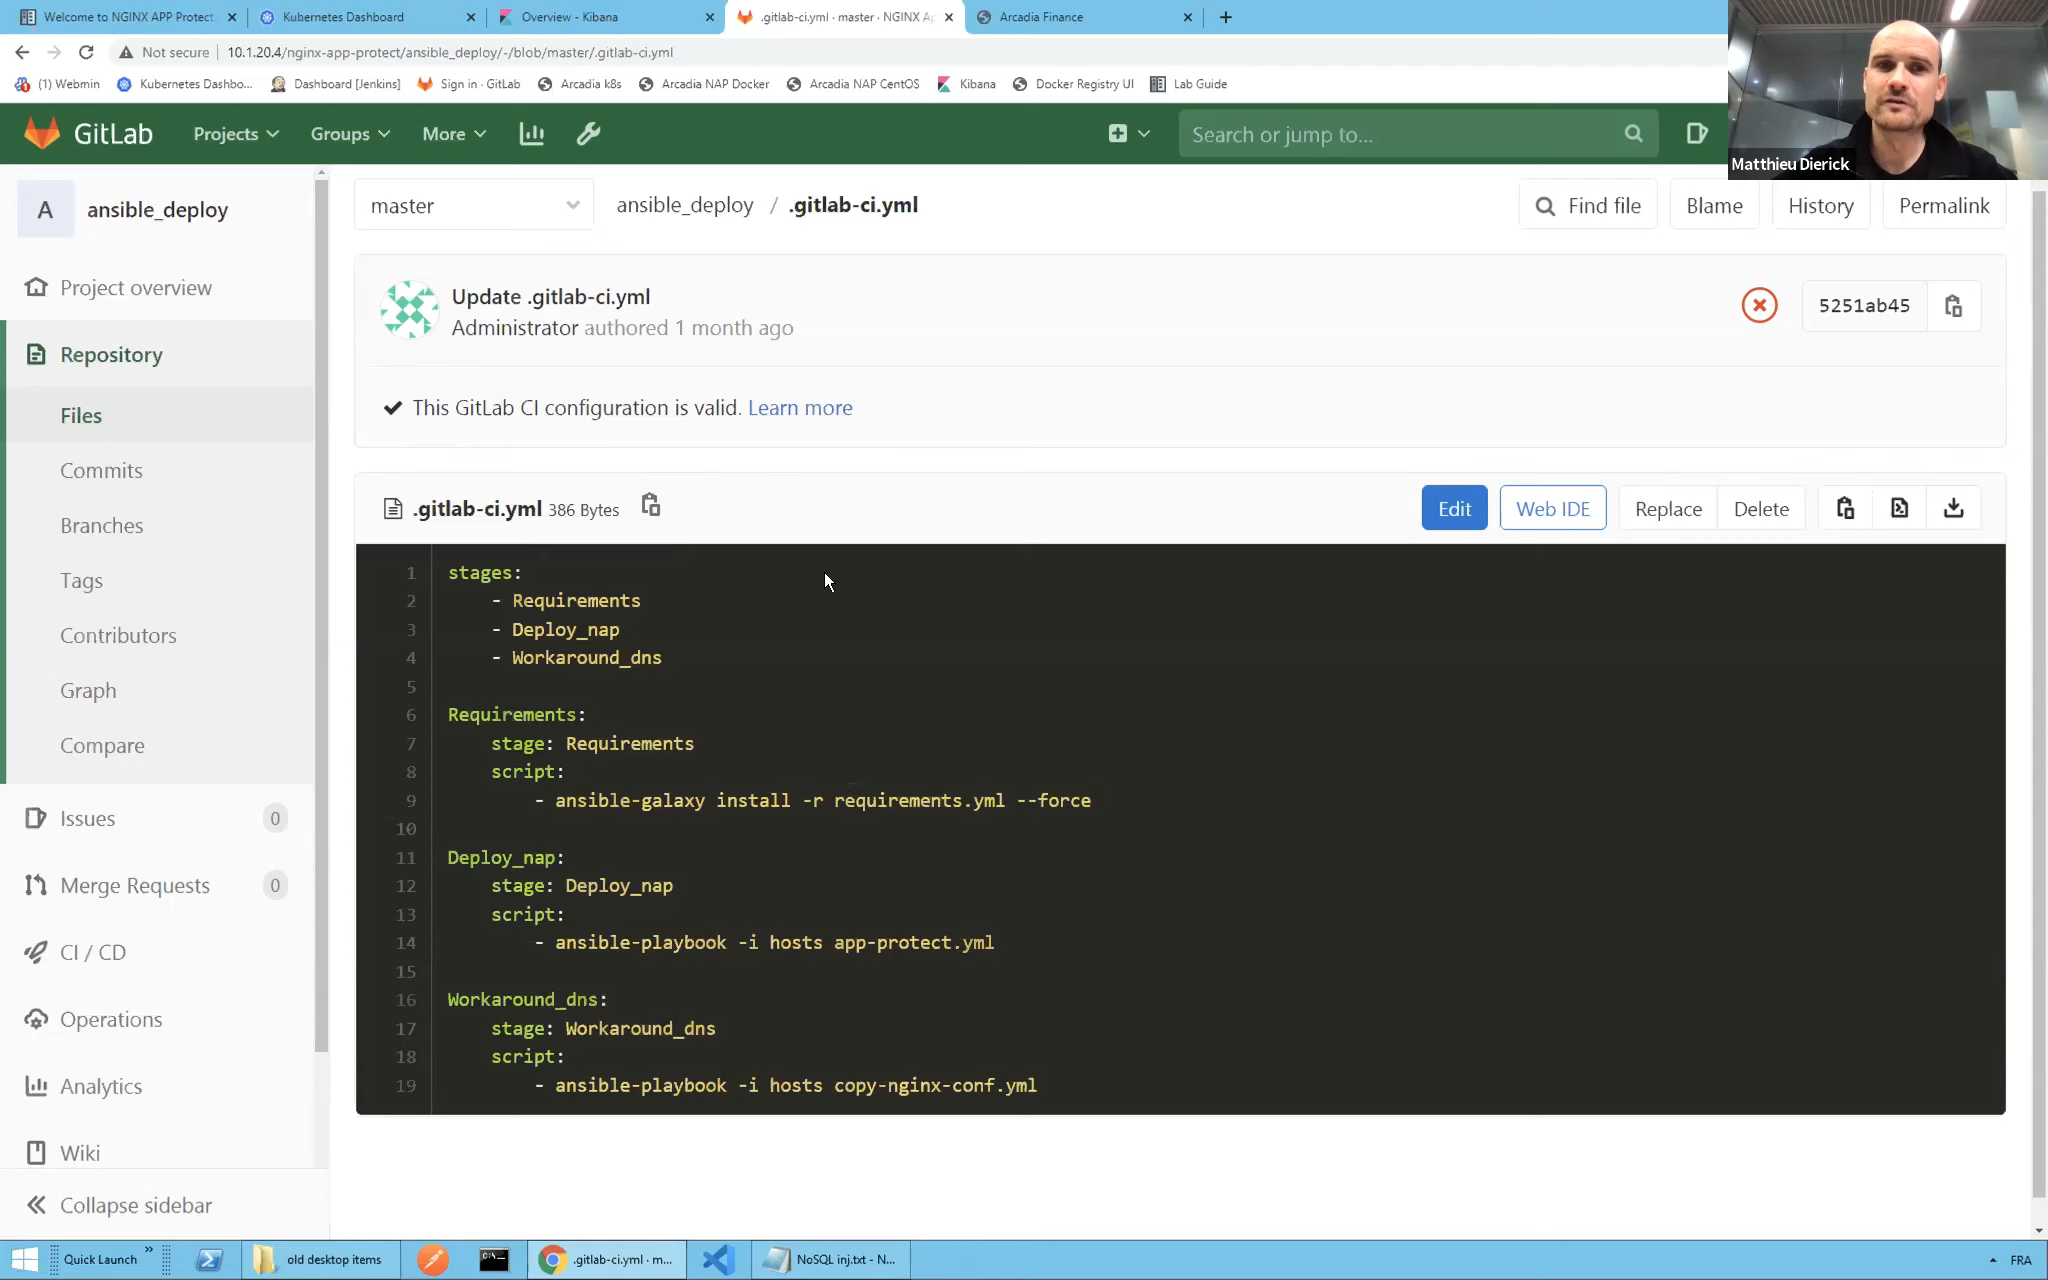 Welcome to NGINX APP Protect
Kubernetes Dashboard
Overview - Kibana
.gitlab-ci.yml · master · NGINX A
Arcadia Finance
Not secure
10.1.20.4/nginx-app-protect/ansible_deploy/-/blob/master/.gitlab-ci.yml
(1) Webmin
Kubernetes Dashbo...
Dashboard [Jenkins]
Sign in · GitLab
Arcadia k8s
Arcadia NAP Docker
Arcadia NAP CentOS
Kibana
Docker Registry UI
Lab Guide
Matthieu Dierick
GitLab
Projects
Groups
More
Search or jump to...
A
ansible_deploy
Project overview
Repository
Files
Commits
Branches
Tags
Contributors
Graph
Compare
Issues 0
Merge Requests 0
CI / CD
Operations
Analytics
Wiki
Collapse sidebar
master
ansible_deploy / .gitlab-ci.yml
Find file
Blame
History
Permalink
Update .gitlab-ci.yml
Administrator authored 1 month ago
5251ab45
This GitLab CI configuration is valid. Learn more
.gitlab-ci.yml 386 Bytes
Edit
Web IDE
Replace
Delete
1 stages:
2 - Requirements
3 - Deploy_nap
4 - Workaround_dns
5
6 Requirements:
7 stage: Requirements
8 script:
9 - ansible-galaxy install -r requirements.yml --force
10
11 Deploy_nap:
12 stage: Deploy_nap
13 script:
14 - ansible-playbook -i hosts app-protect.yml
15
16 Workaround_dns:
17 stage: Workaround_dns
18 script:
19 - ansible-playbook -i hosts copy-nginx-conf.yml
Quick Launch
old desktop items
.gitlab-ci.yml · m...
NoSQL inj.txt - N...
FRA